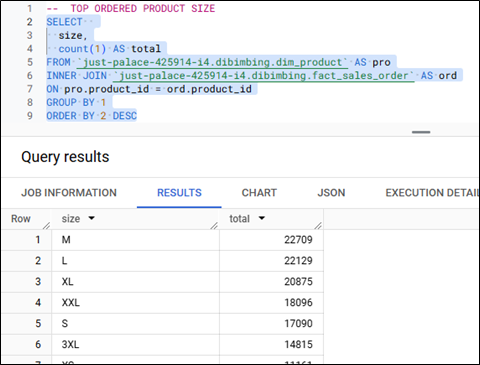 1 -- TOP ORDERED PRODUCT SIZE
2 SELECT
3 size,
4 count(1) AS total
5 FROM `just-palace-425914-i4.dibimbing.dim_product` AS pro
6 INNER JOIN `just-palace-425914-i4.dibimbing.fact_sales_order` AS ord
7 ON pro.product_id = ord.product_id
8 GROUP BY 1
9 ORDER BY 2 DESC
Query results
JOB INFORMATION RESULTS CHART JSON EXECUTION DETAI
Row size total
1 M 22709
2 L 22129
3 XL 20875
4 XXL 18096
5 S 17090
6 3XL 14815